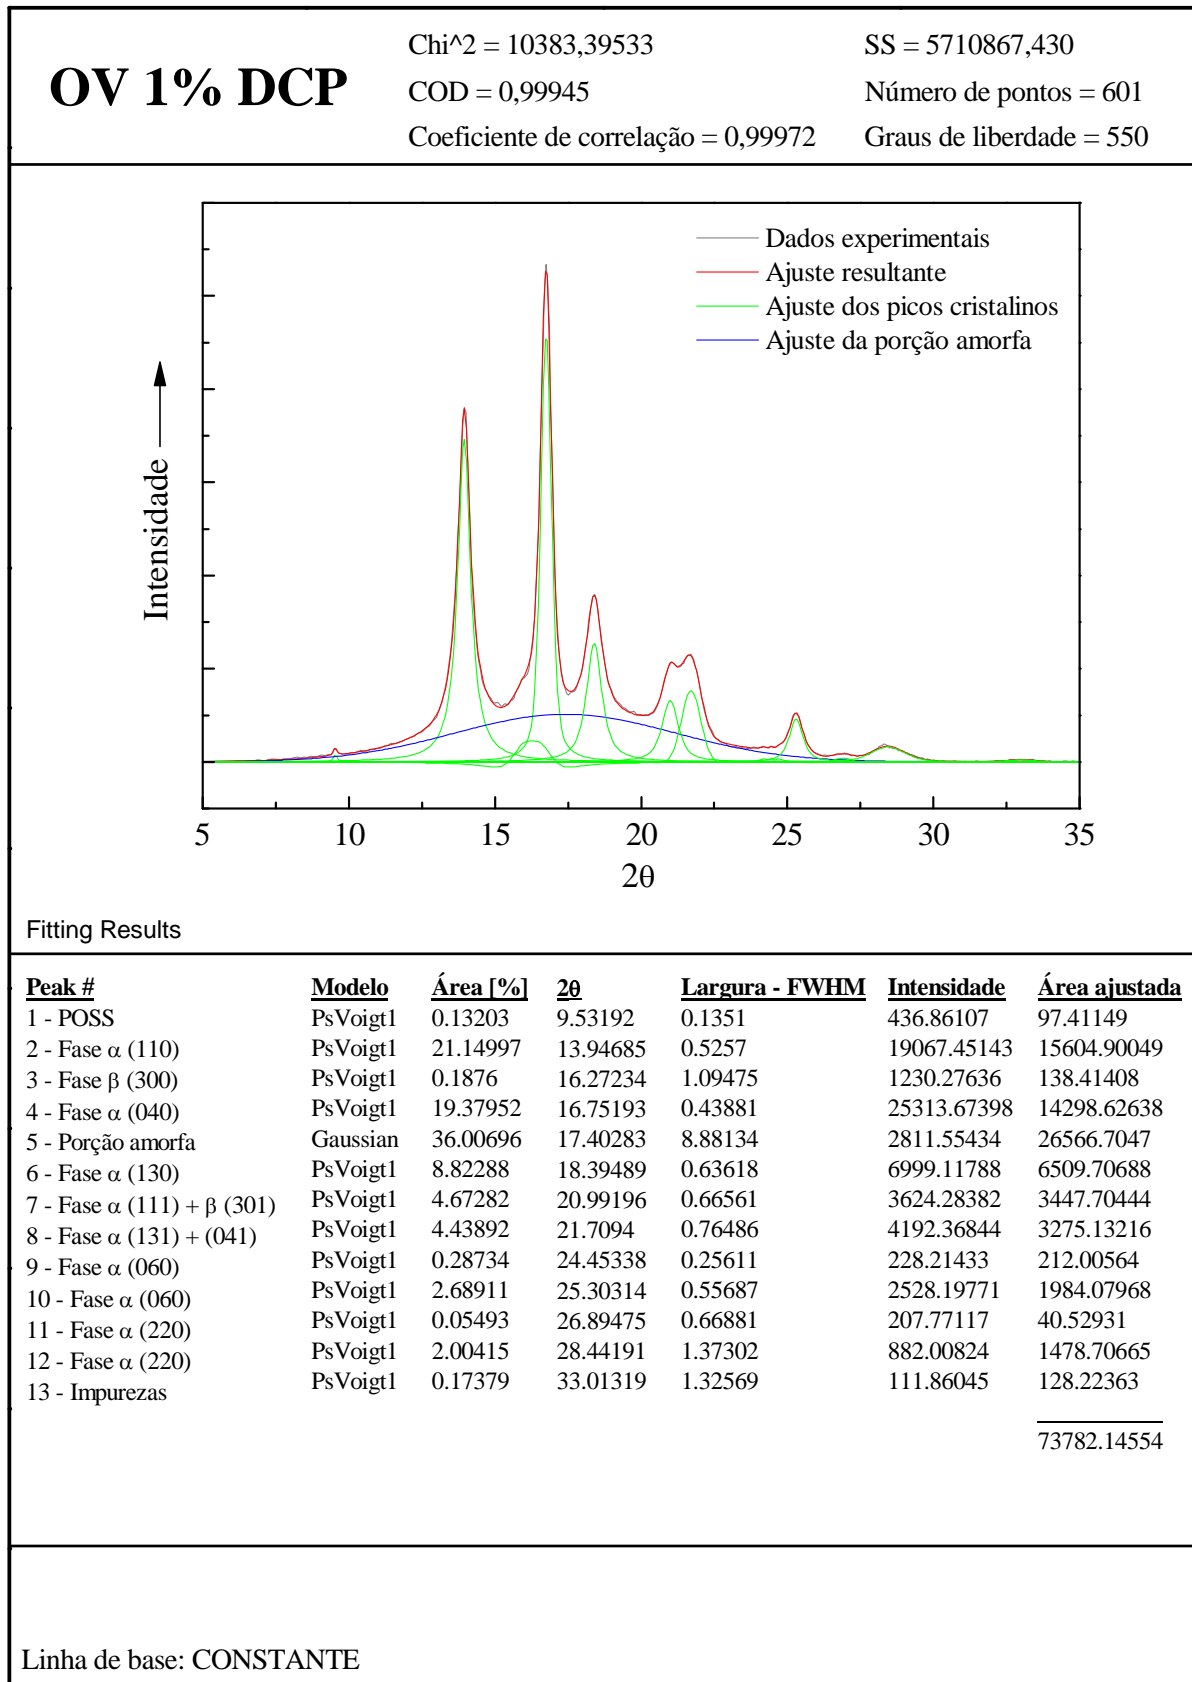 OV 1% DCP
Chi^2 = 10383,39533
SS = 5710867,430
COD = 0,99945
Número de pontos = 601
Coeficiente de correlação = 0,99972
Graus de liberdade = 550
Dados experimentais
Ajuste resultante
Ajuste dos picos cristalinos
Ajuste da porção amorfa
Intensidade
5 10 15 20 25 30 35
2θ
Fitting Results
Peak # Modelo Área [%] 2θ Largura - FWHM Intensidade Área ajustada
1 - POSS PsVoigt1 0.13203 9.53192 0.1351 436.86107 97.41149
2 - Fase α (110) PsVoigt1 21.14997 13.94685 0.5257 19067.45143 15604.90049
3 - Fase β (300) PsVoigt1 0.1876 16.27234 1.09475 1230.27636 138.41408
4 - Fase α (040) PsVoigt1 19.37952 16.75193 0.43881 25313.67398 14298.62638
5 - Porção amorfa Gaussian 36.00696 17.40283 8.88134 2811.55434 26566.7047
6 - Fase α (130) PsVoigt1 8.82288 18.39489 0.63618 6999.11788 6509.70688
7 - Fase α (111) + β (301) PsVoigt1 4.67282 20.99196 0.66561 3624.28382 3447.70444
8 - Fase α (131) + (041) PsVoigt1 4.43892 21.7094 0.76486 4192.36844 3275.13216
9 - Fase α (060) PsVoigt1 0.28734 24.45338 0.25611 228.21433 212.00564
10 - Fase α (060) PsVoigt1 2.68911 25.30314 0.55687 2528.19771 1984.07968
11 - Fase α (220) PsVoigt1 0.05493 26.89475 0.66881 207.77117 40.52931
12 - Fase α (220) PsVoigt1 2.00415 28.44191 1.37302 882.00824 1478.70665
13 - Impurezas PsVoigt1 0.17379 33.01319 1.32569 111.86045 128.22363
73782.14554
Linha de base: CONSTANTE